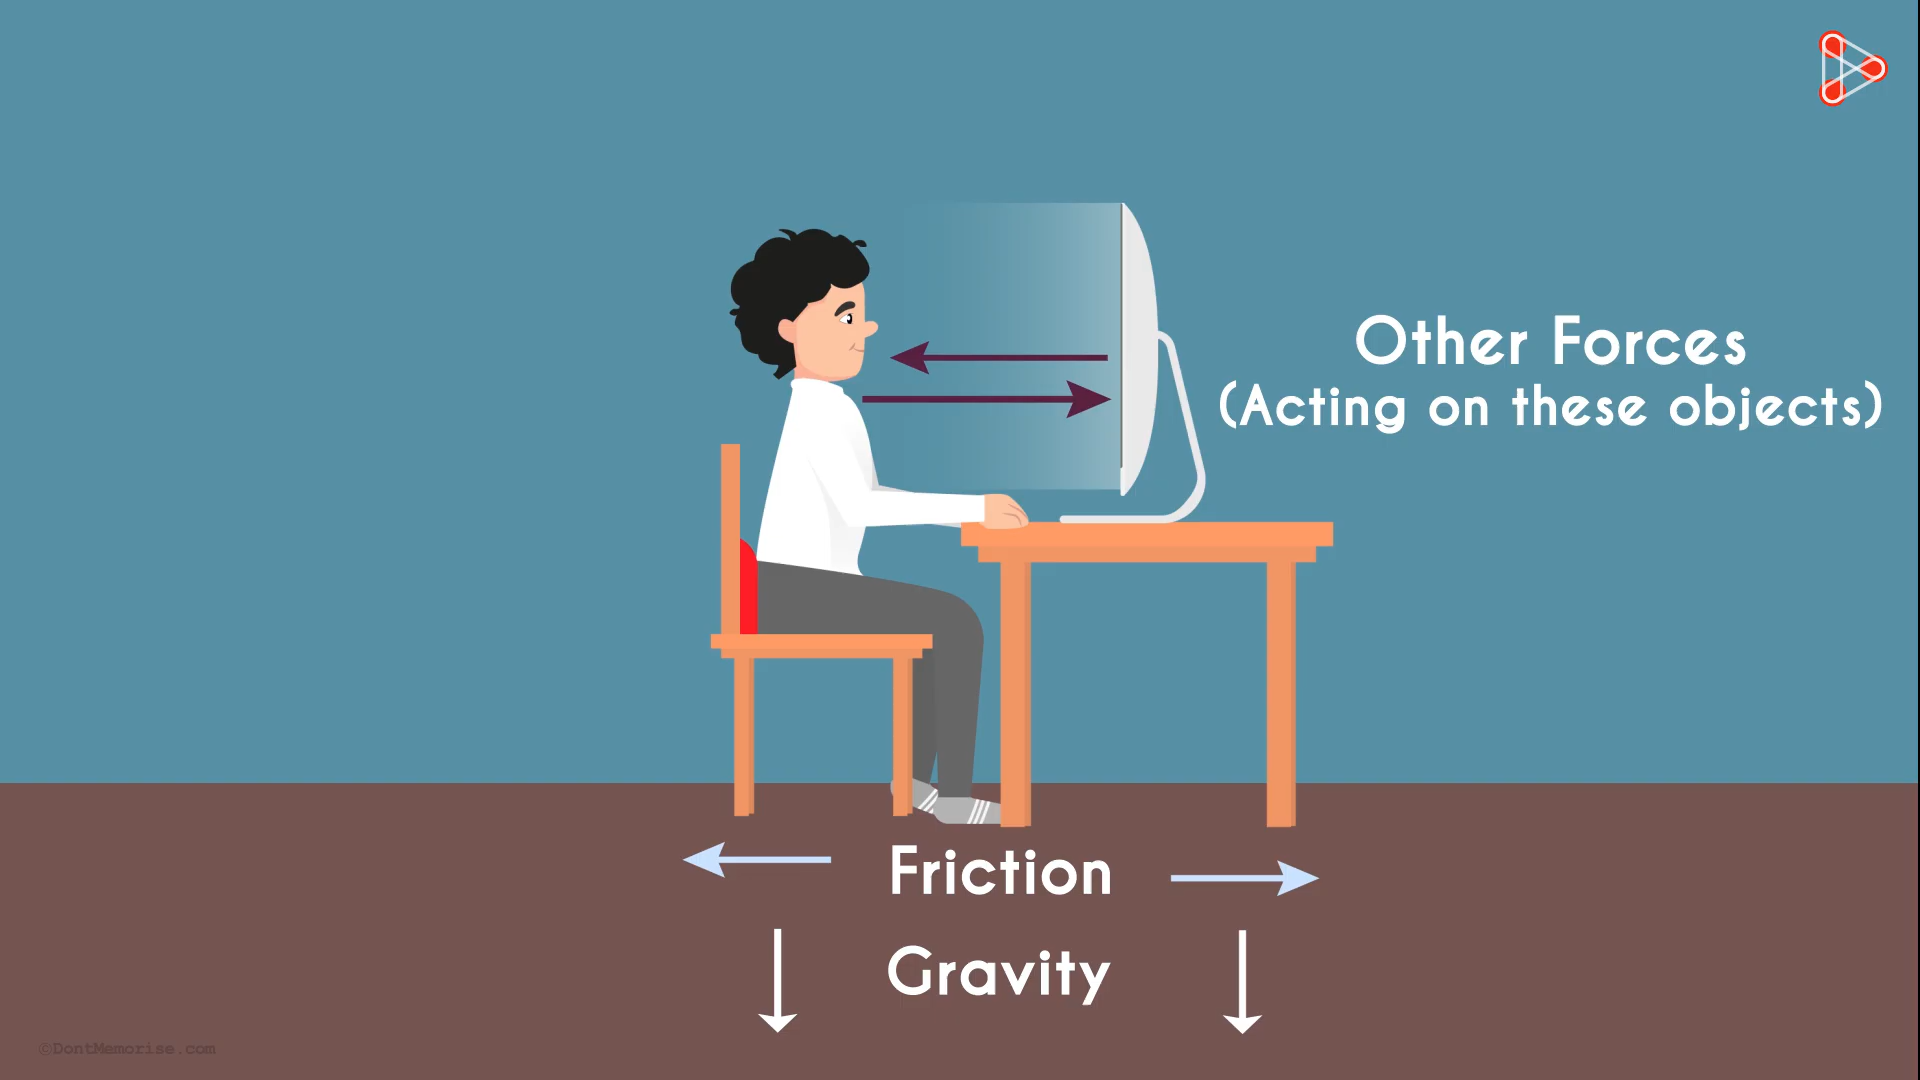 Other Forces
(Acting on these objects)
Friction
Gravity
©DontMemorise.com